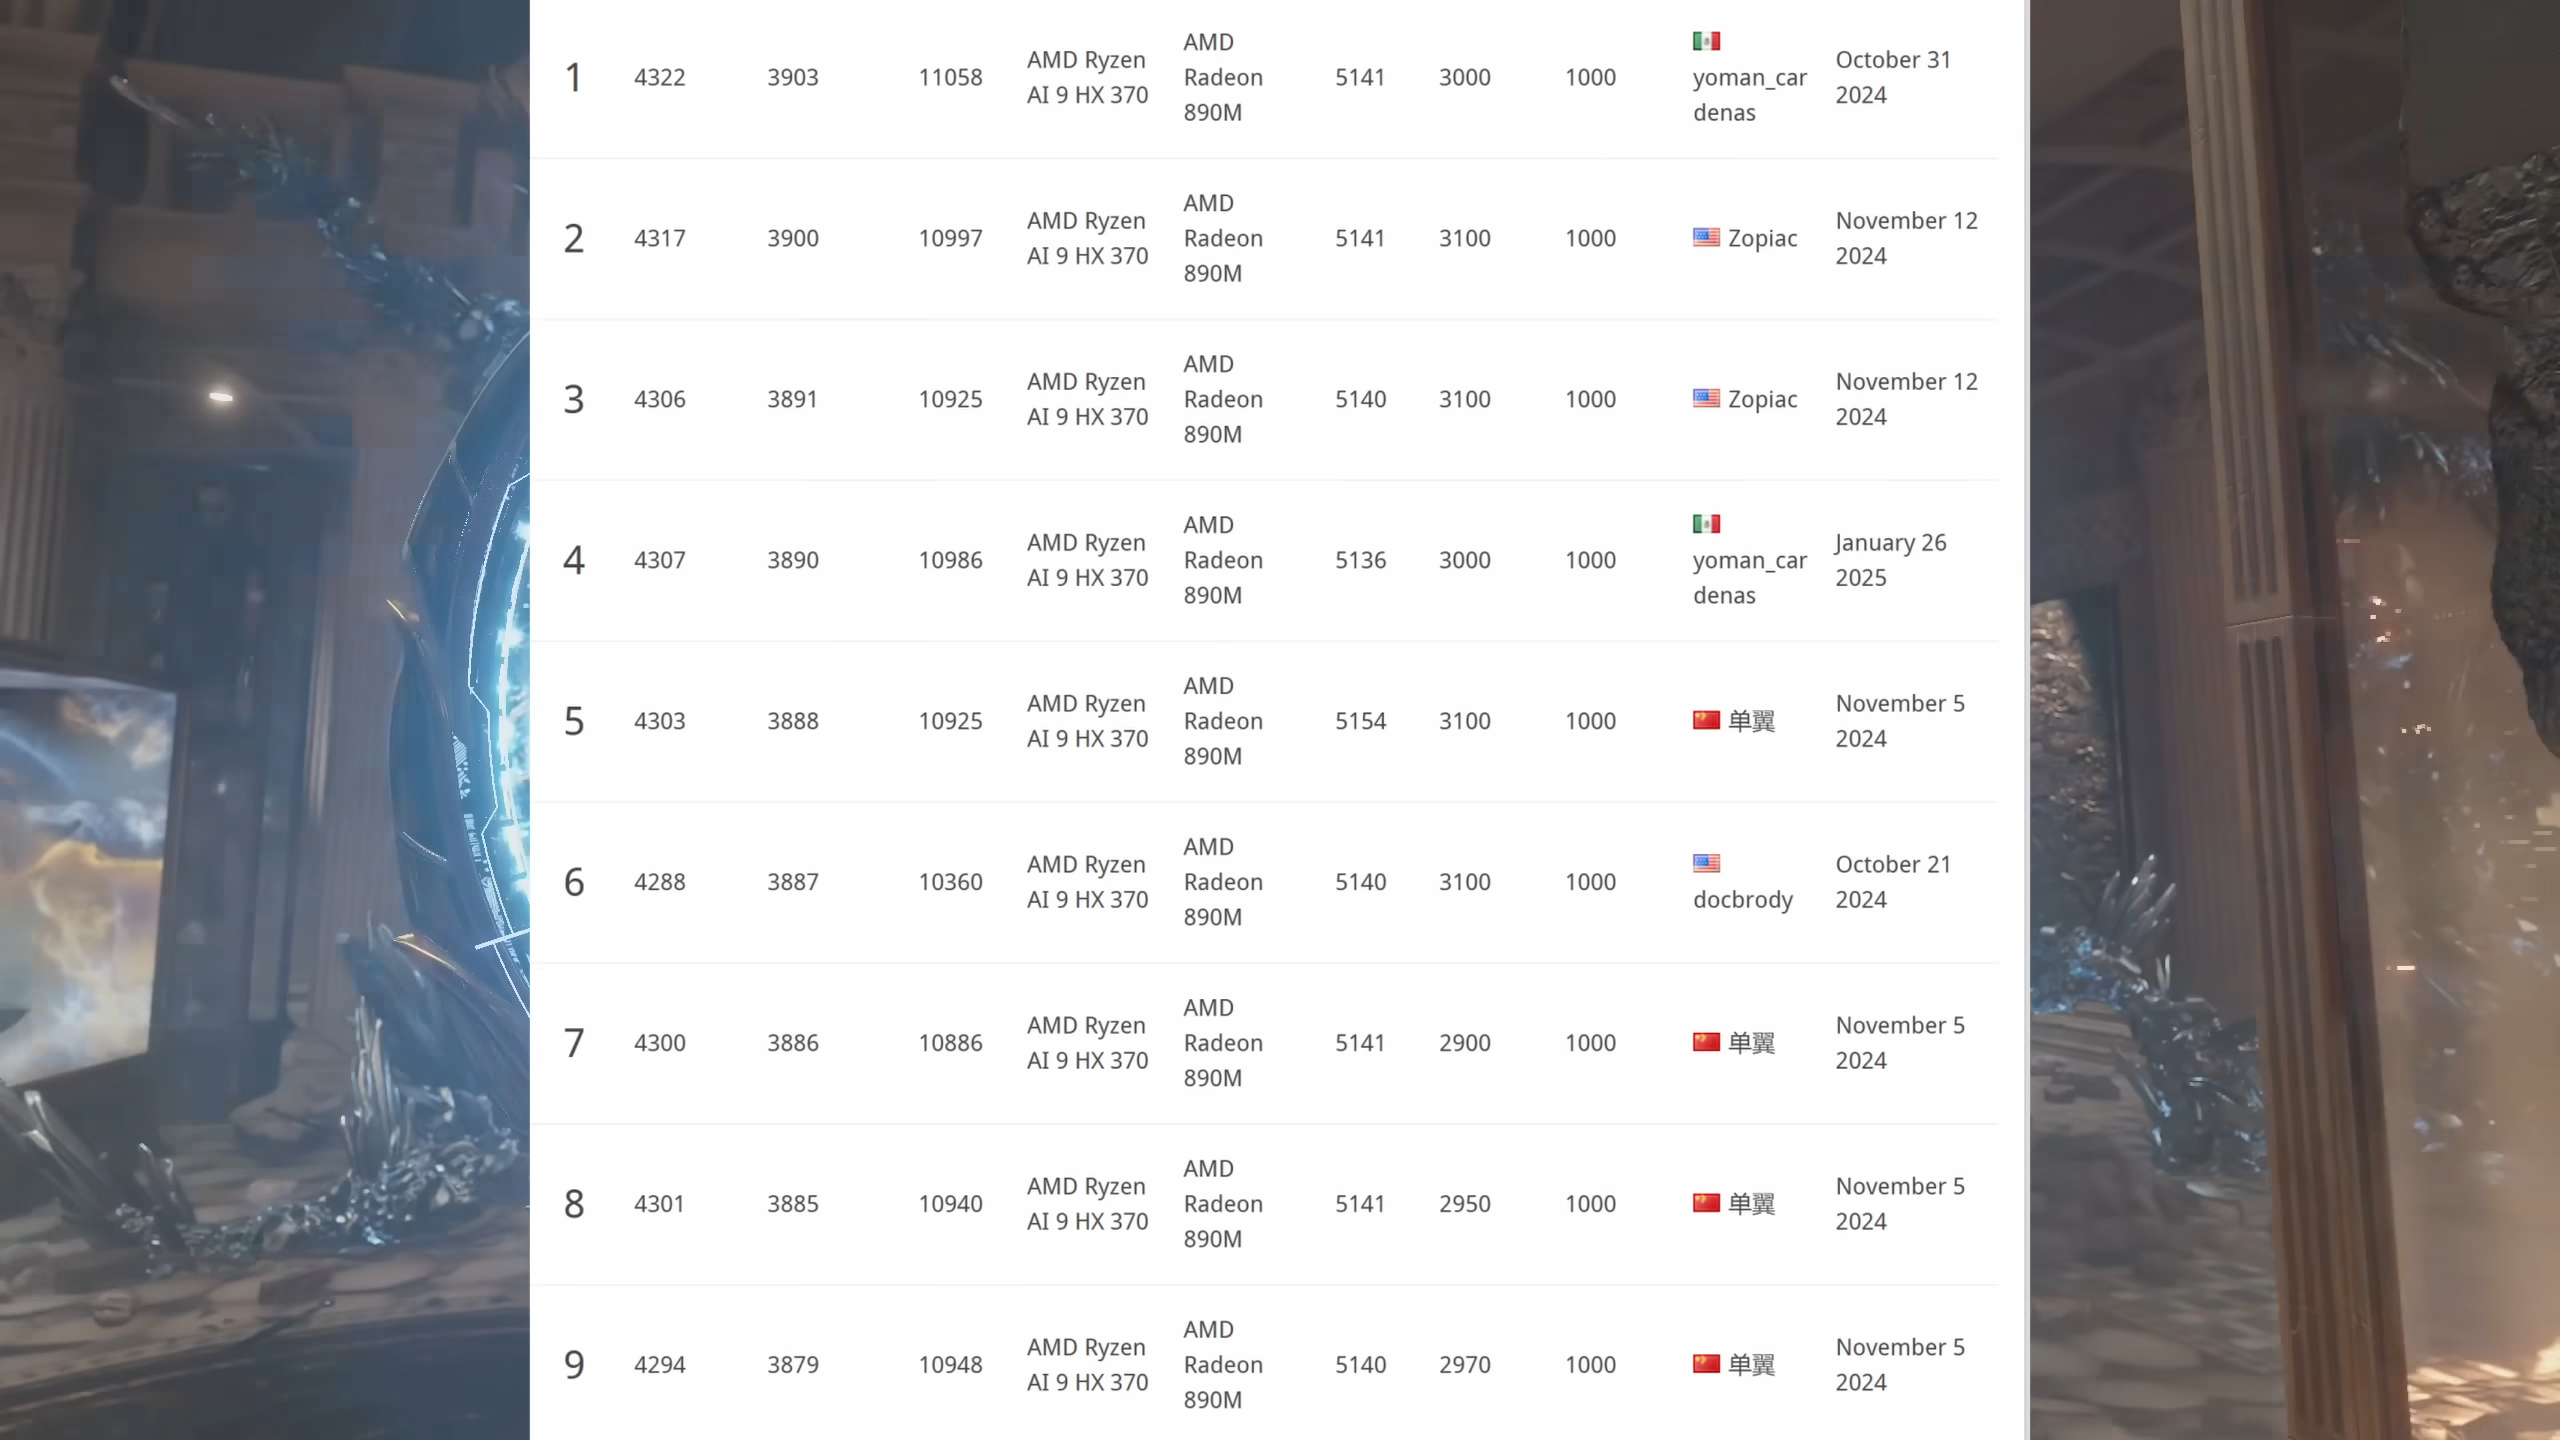 1 4322 3903 11058 AMD Ryzen AI 9 HX 370 AMD Radeon 890M 5141 3000 1000 yoman_cardenas October 31 2024
2 4317 3900 10997 AMD Ryzen AI 9 HX 370 AMD Radeon 890M 5141 3100 1000 Zopiac November 12 2024
3 4306 3891 10925 AMD Ryzen AI 9 HX 370 AMD Radeon 890M 5140 3100 1000 Zopiac November 12 2024
4 4307 3890 10986 AMD Ryzen AI 9 HX 370 AMD Radeon 890M 5136 3000 1000 yoman_cardenas January 26 2025
5 4303 3888 10925 AMD Ryzen AI 9 HX 370 AMD Radeon 890M 5154 3100 1000 单翼 November 5 2024
6 4288 3887 10360 AMD Ryzen AI 9 HX 370 AMD Radeon 890M 5140 3100 1000 docbrody October 21 2024
7 4300 3886 10886 AMD Ryzen AI 9 HX 370 AMD Radeon 890M 5141 2900 1000 单翼 November 5 2024
8 4301 3885 10940 AMD Ryzen AI 9 HX 370 AMD Radeon 890M 5141 2950 1000 单翼 November 5 2024
9 4294 3879 10948 AMD Ryzen AI 9 HX 370 AMD Radeon 890M 5140 2970 1000 单翼 November 5 2024